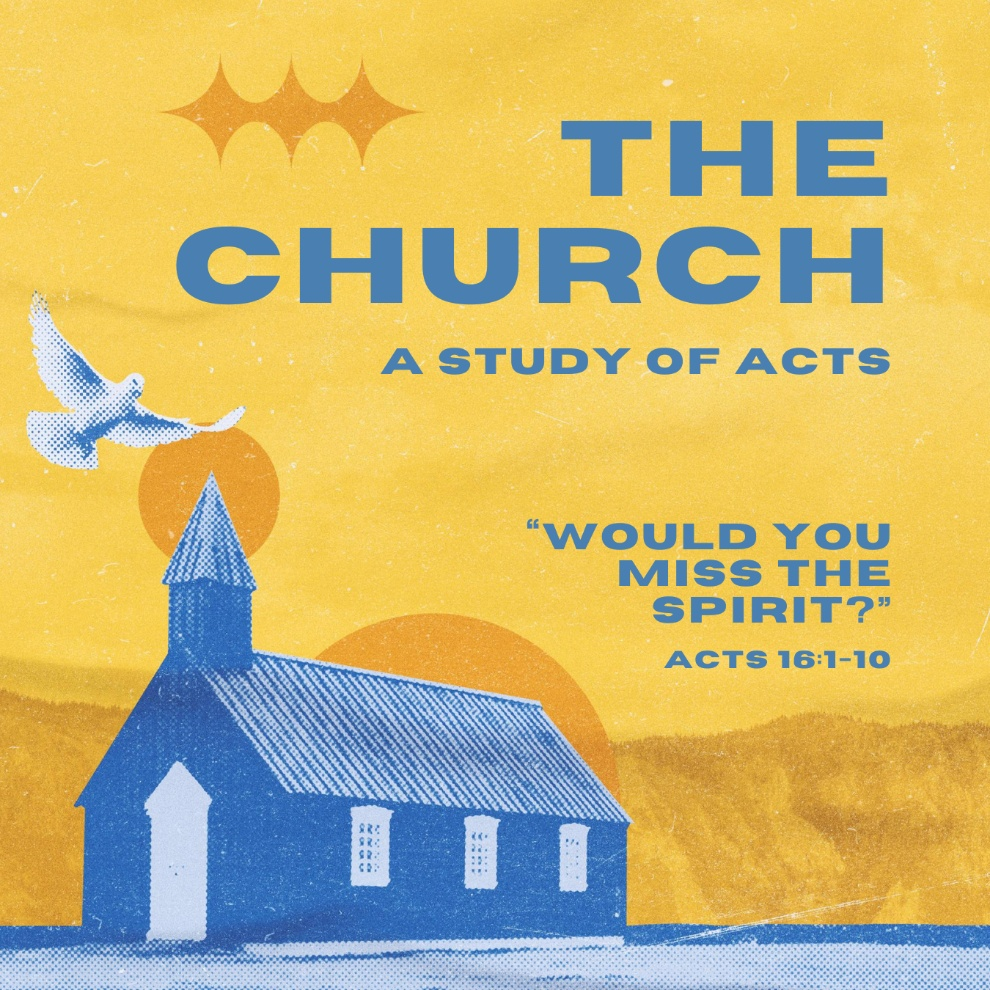 THE
CHURCH
A STUDY OF ACTS
“WOULD YOU
MISS THE
SPIRIT?”
ACTS 16:1-10